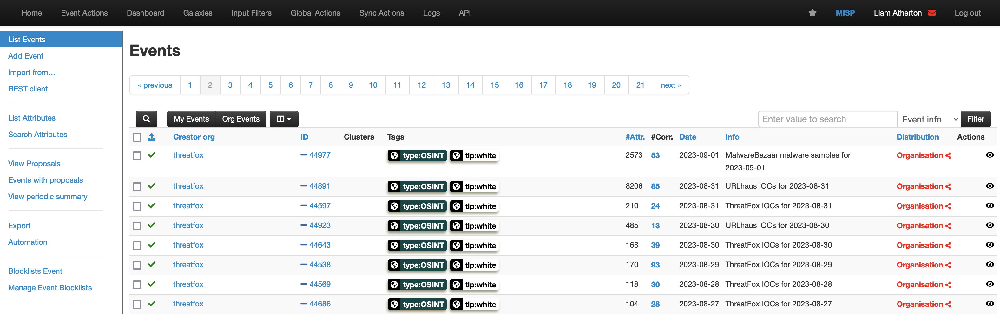 Home Event Actions Dashboard Galaxies Input Filters Global Actions Sync Actions Logs API MISP Liam Atherton Log out
List Events
Add Event
Import from...
REST client
List Attributes
Search Attributes
View Proposals
Events with proposals
View periodic summary
Export
Automation
Blocklists Event
Manage Event Blocklists
Events
« previous 1 2 3 4 5 6 7 8 9 10 11 12 13 14 15 16 17 18 19 20 21 next »
My Events Org Events Enter value to search Event info Filter
Creator org ID Clusters Tags #Attr. #Corr. Date Info Distribution Actions
threatfox 44977 type:OSINT tlp:white 2573 53 2023-09-01 MalwareBazaar malware samples for Organisation
2023-09-01
threatfox 44891 type:OSINT tlp:white 8206 85 2023-08-31 URLhaus IOCs for 2023-08-31 Organisation
threatfox 44597 type:OSINT tlp:white 210 24 2023-08-31 ThreatFox IOCs for 2023-08-31 Organisation
threatfox 44923 type:OSINT tlp:white 485 13 2023-08-30 URLhaus IOCs for 2023-08-30 Organisation
threatfox 44643 type:OSINT tlp:white 168 39 2023-08-30 ThreatFox IOCs for 2023-08-30 Organisation
threatfox 44538 type:OSINT tlp:white 170 93 2023-08-29 ThreatFox IOCs for 2023-08-29 Organisation
threatfox 44569 type:OSINT tlp:white 118 30 2023-08-28 ThreatFox IOCs for 2023-08-28 Organisation
threatfox 44686 type:OSINT tlp:white 104 28 2023-08-27 ThreatFox IOCs for 2023-08-27 Organisation